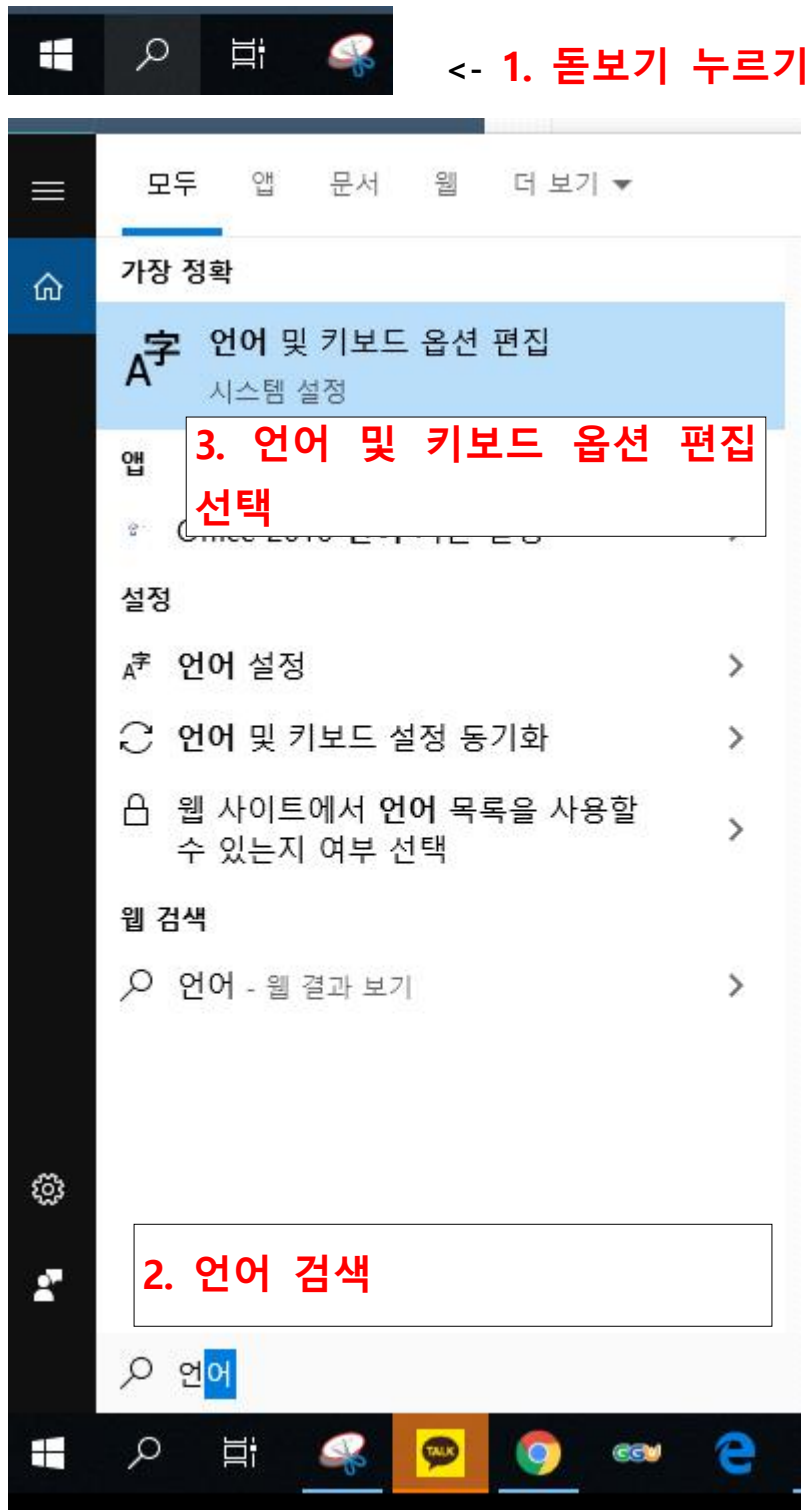 <- 1. 돋보기 누르기
모두 앱 문서 웹 더 보기
가장 정확
언어 및 키보드 옵션 편집
시스템 설정
3. 언어 및 키보드 옵션 편집
선택
앱
설정
언어 설정
언어 및 키보드 설정 동기화
웹 사이트에서 언어 목록을 사용할
수 있는지 여부 선택
웹 검색
언어 - 웹 결과 보기
2. 언어 검색
언어
TALK
CGV